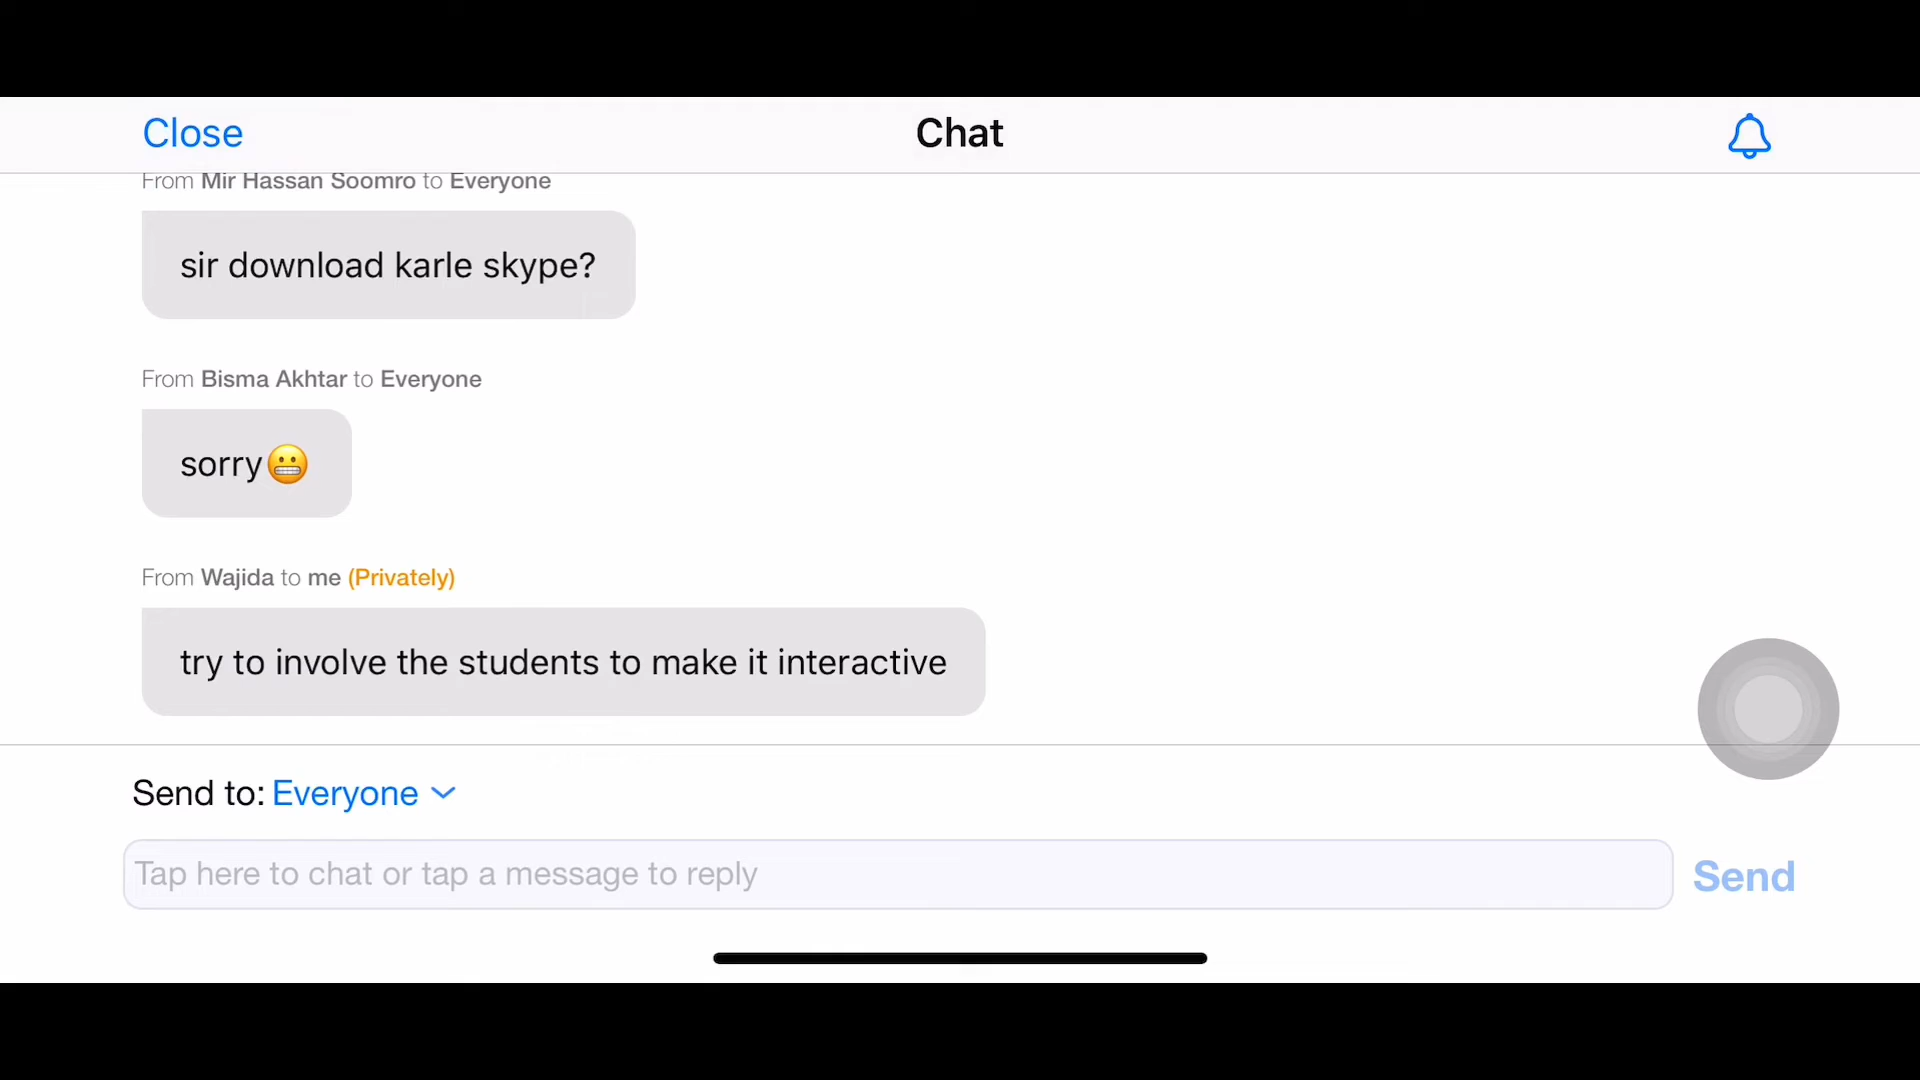 Close
Chat
From Mir Hassan Soomro to Everyone
sir download karle skype?
From Bisma Akhtar to Everyone
sorry😬
From Wajida to me (Privately)
try to involve the students to make it interactive
Send to: Everyone
Tap here to chat or tap a message to reply
Send